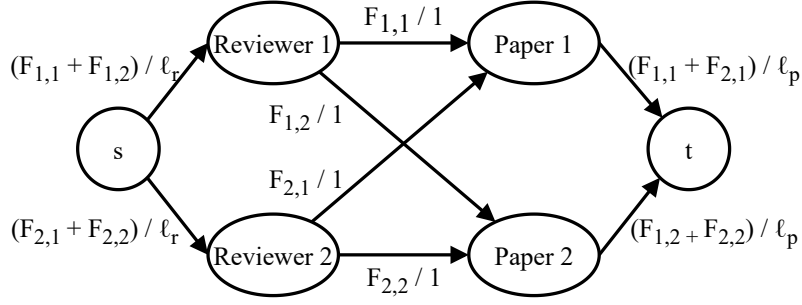 F1,1 / 1
Reviewer 1
Paper 1
(F1,1 + F1,2) / ℓr
(F1,1 + F2,1) / ℓp
F1,2 / 1
s
t
F2,1 / 1
(F2,1 + F2,2) / ℓr
(F1,2 + F2,2) / ℓp
Reviewer 2
Paper 2
F2,2 / 1